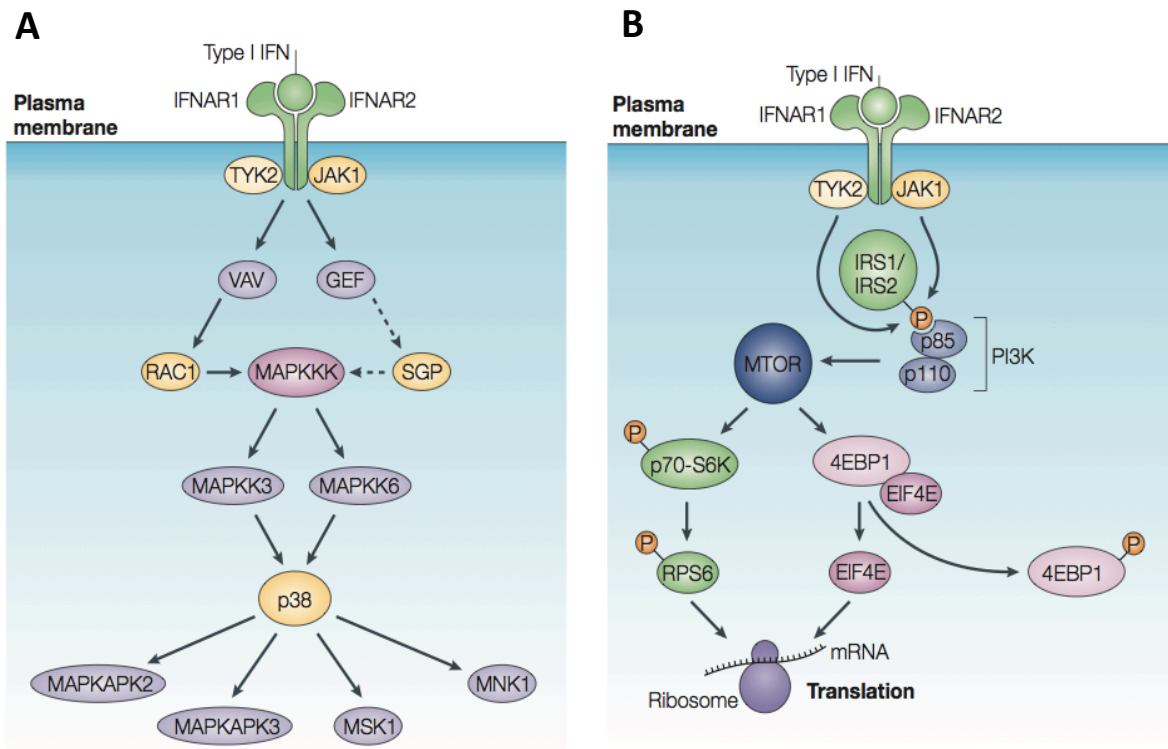 A
Type I IFN
IFNAR1
IFNAR2
Plasma
membrane
TYK2
JAK1
VAV
GEF
RAC1
MAPKKK
SGP
MAPKK3
MAPKK6
p38
MAPKAPK2
MNK1
MAPKAPK3
MSK1
B
Type I IFN
Plasma
membrane
IFNAR1
IFNAR2
TYK2
JAK1
IRS1/
IRS2
P
p85
p110
PI3K
MTOR
P
p70-S6K
4EBP1
EIF4E
P
RPS6
EIF4E
P
4EBP1
mRNA
Ribosome
Translation